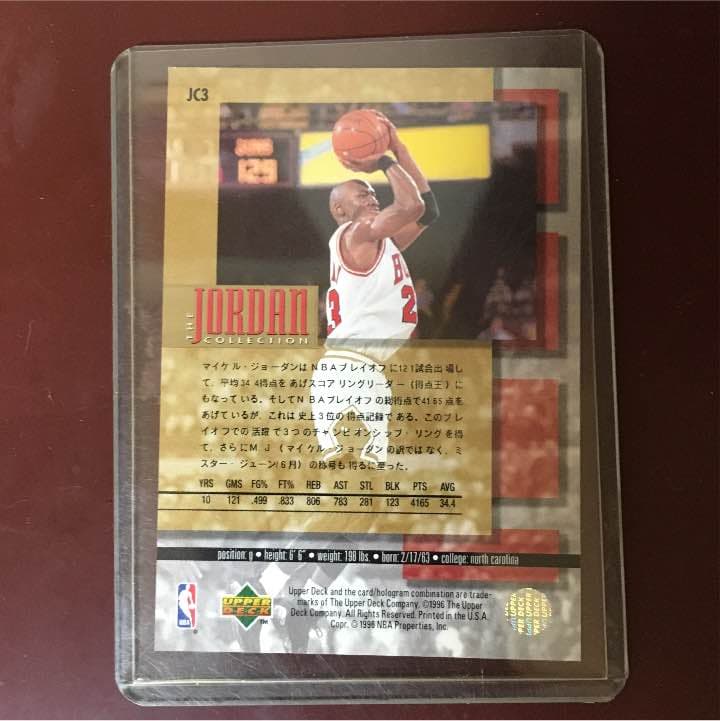 JC3
THE
JORDAN
COLLECTION
マイケル・ジョーダンはNBAプレイオフに121試合出場し
て、平均34.4得点をあげスコアリングリーダー(得点王)に
もなっている。そしてNBAプレイオフの総得点で4165点を
あげているが、これは史上3位の得点記録である。このプレ
イオフでの活躍で3つのチャンピオンシップ・リングを得
て、さらにMJ(マイケル・ジョーダンの訳ではなく、ミ
スター・ジューン/6月)の称号も得るに至った。
YRS GMS FG% FT% REB AST STL BLK PTS AVG
10 121 .499 .833 806 783 281 123 4165 34.4
position: g • height: 6' 6" • weight: 198 lbs. • born: 2/17/63 • college: north carolina
NBA
UPPER
DECK
TM
Upper Deck and the card/hologram combination are trade-
marks of The Upper Deck Company. ©1996 The Upper
Deck Company. All Rights Reserved. Printed in the U.S.A.
Copr. ©1996 NBA Properties, Inc.